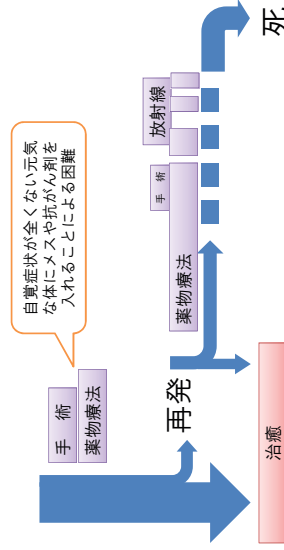 自覚症状が全くない元気
な体にメスや抗がん剤を
入れることによる困難
手 術
薬物療法
再発
治癒
手 術
薬物療法
放射線
死